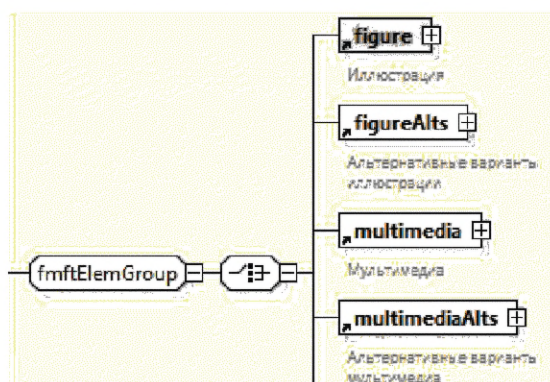 figure
Иллюстрация
figureAlts
Альтернативные варианты
иллюстрации
multimedia
fmftElemGroup
Мультимедиа
multimediaAlts
Альтернативные варианты
мультимедиа